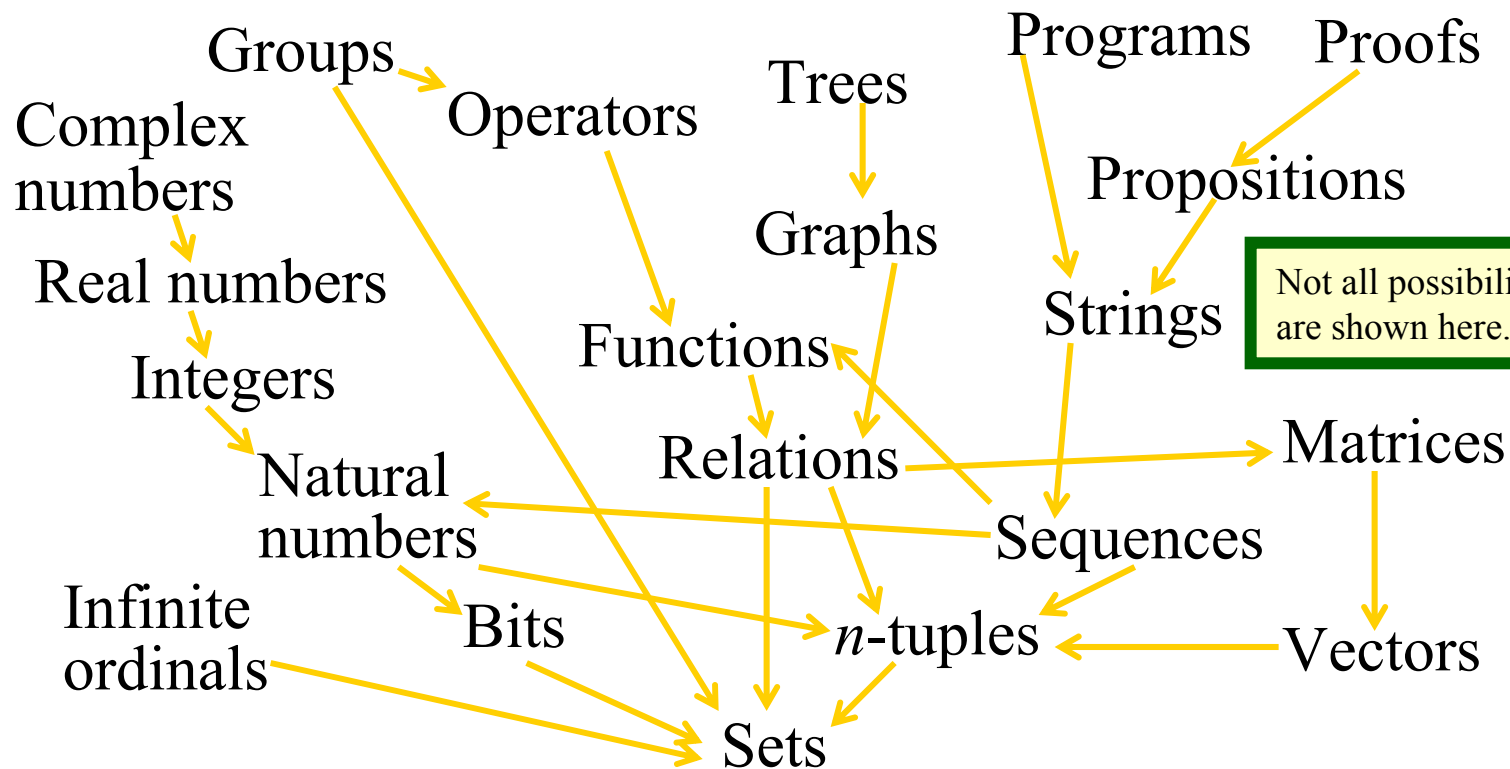 Groups
Programs
Proofs
Trees
Operators
Complex
numbers
Propositions
Graphs
Real numbers
Not all possibili
are shown here.
Strings
Functions
Integers
Relations
Matrices
Natural
numbers
Sequences
Infinite
ordinals
Bits
n-tuples
Vectors
Sets